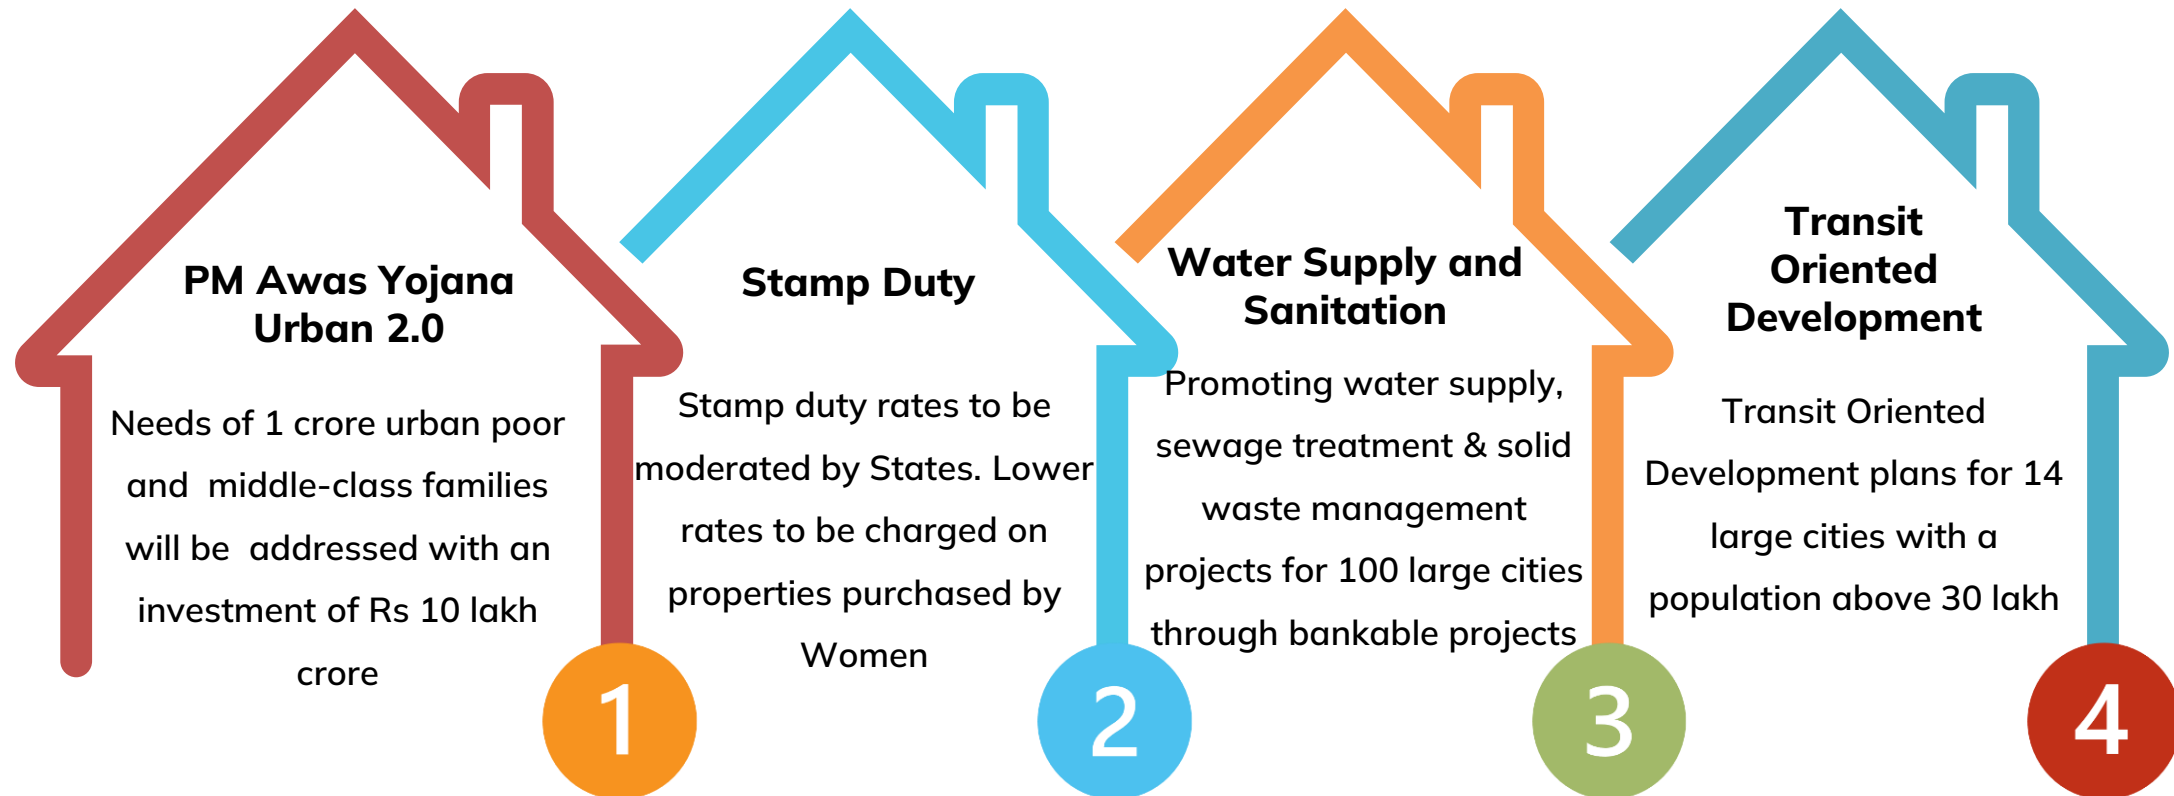 PM Awas Yojana
Urban 2.0
Needs of 1 crore urban poor
and middle-class families
will be addressed with an
investment of Rs 10 lakh
crore
1
Stamp Duty
Stamp duty rates to be
moderated by States. Lower
rates to be charged on
properties purchased by
Women
2
Water Supply and
Sanitation
Promoting water supply,
sewage treatment & solid
waste management
projects for 100 large cities
through bankable projects
3
Transit
Oriented
Development
Transit Oriented
Development plans for 14
large cities with a
population above 30 lakh
4